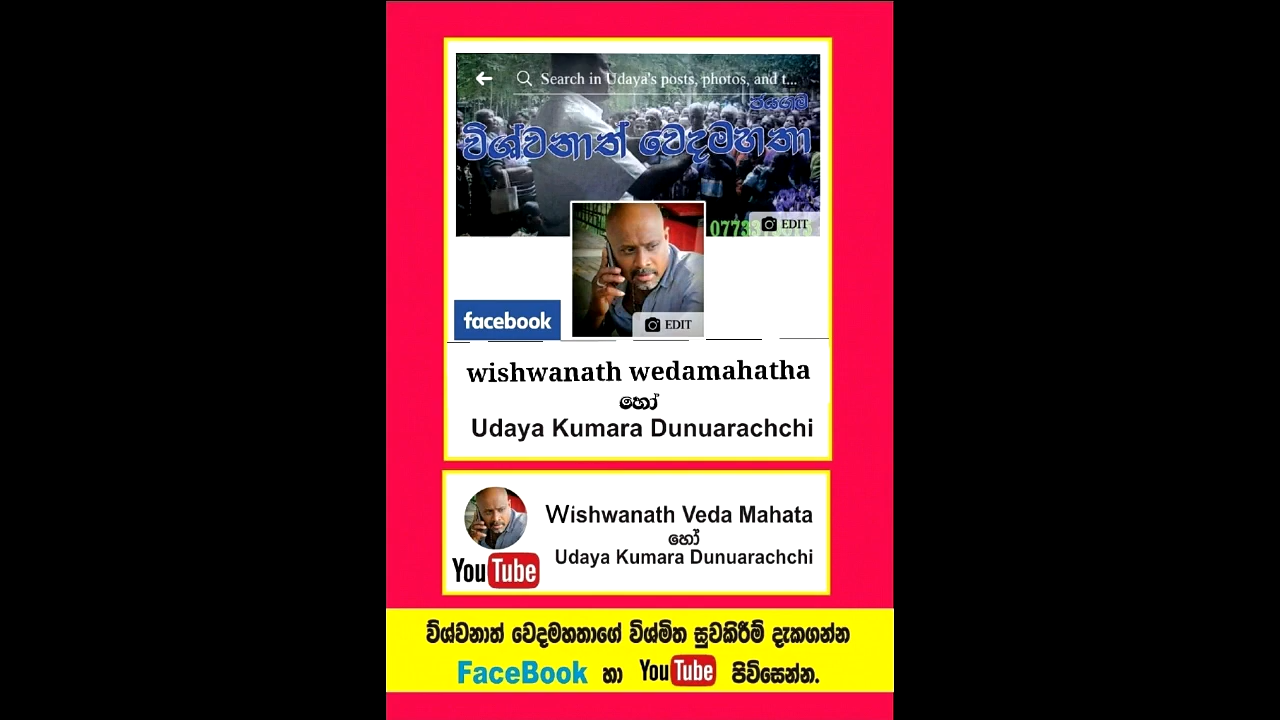 Search in Udaya's posts, photos, and t...
ජයගම
විශ්වනාත් වෙදමහතා
EDIT
facebook
EDIT
wishwanath wedamahatha
හෝ
Udaya Kumara Dunuarachchi
Wishwanath Veda Mahata
හෝ
Udaya Kumara Dunuarachchi
YouTube
විශ්වනාත් වෙදමහතාගේ විශ්මිත සුවකිරීම් දැකගන්න
FaceBook හා YouTube පිවිසෙන්න.